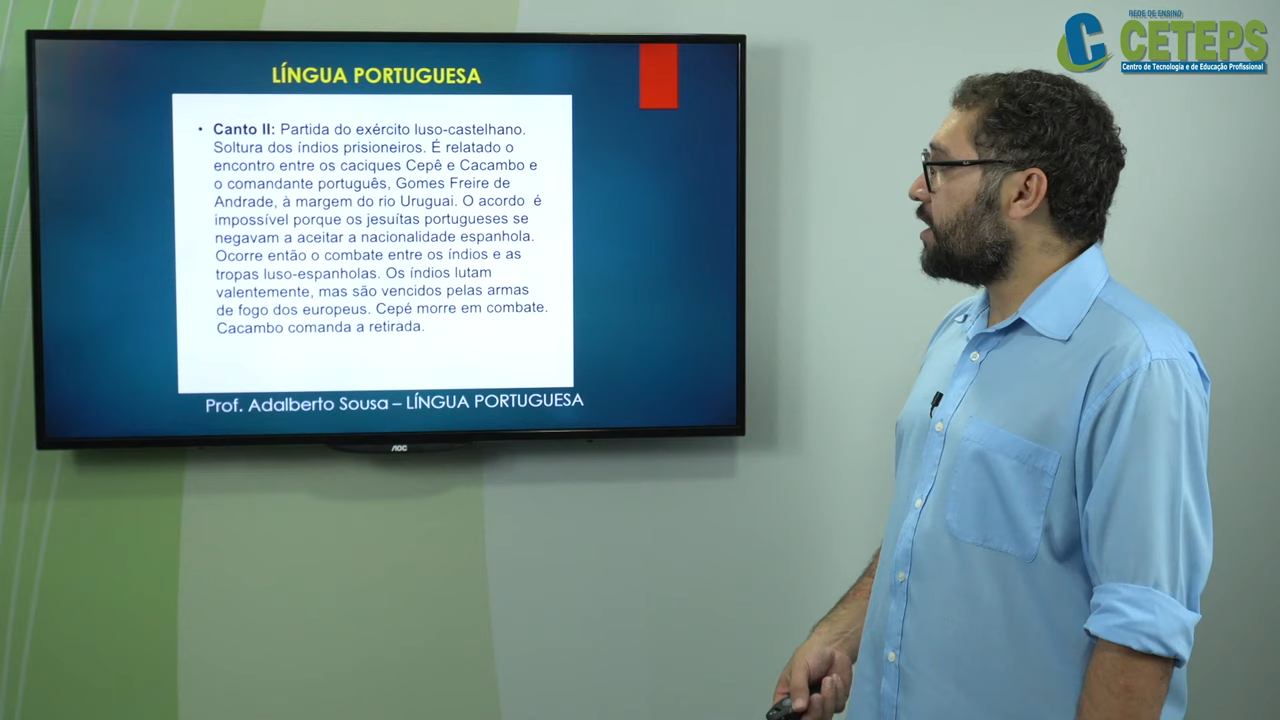 REDE DE ENSINO
CETEPS
Centro de Tecnologia e de Educação Profissional
LÍNGUA PORTUGUESA
• Canto II: Partida do exército luso-castelhano.
Soltura dos índios prisioneiros. É relatado o
encontro entre os caciques Cepê e Cacambo e
o comandante português, Gomes Freire de
Andrade, à margem do rio Uruguai. O acordo é
impossível porque os jesuítas portugueses se
negavam a aceitar a nacionalidade espanhola.
Ocorre então o combate entre os índios e as
tropas luso-espanholas. Os índios lutam
valentemente, mas são vencidos pelas armas
de fogo dos europeus. Cepé morre em combate.
Cacambo comanda a retirada.
Prof. Adalberto Sousa – LÍNGUA PORTUGUESA
AOC